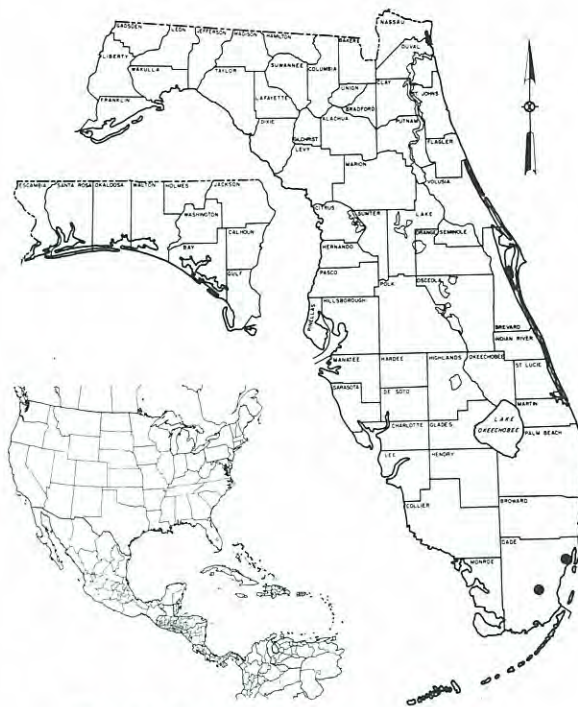 GADSDEN
LEON
JEFFERSON
MADISON
HAMILTON
BAKER
NASSAU
DUVAL
LIBERTY
WAKULLA
TAYLOR
SUWANNEE
COLUMBIA
UNION
CLAY
ST JOHNS
FRANKLIN
LAFAYETTE
BRADFORD
DIXIE
GILCHRIST
ALACHUA
PUTNAM
FLAGLER
LEVY
MARION
VOLUSIA
ESCAMBIA
SANTA ROSA
OKALOOSA
WALTON
HOLMES
JACKSON
WASHINGTON
BAY
CALHOUN
GULF
CITRUS
SUMTER
LAKE
ORANGE
SEMINOLE
HERNANDO
PASCO
POLK
OSCEOLA
PINELLAS
HILLSBOROUGH
BREVARD
INDIAN RIVER
MANATEE
HARDEE
HIGHLANDS
OKEECHOBEE
ST LUCIE
SARASOTA
DE SOTO
MARTIN
CHARLOTTE
GLADES
LAKE
OKEECHOBEE
PALM BEACH
LEE
HENDRY
COLLIER
BROWARD
DADE
MONROE